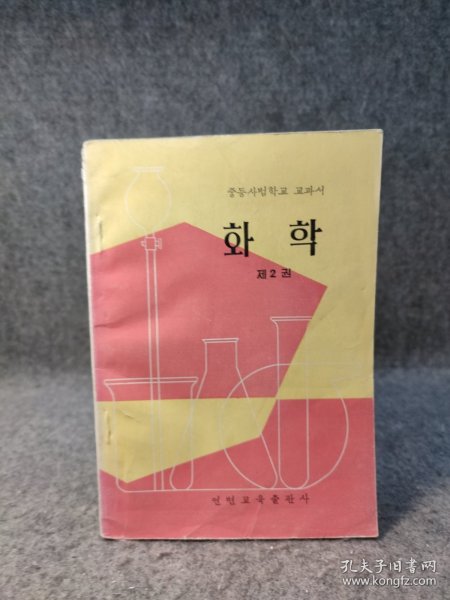 중등사범학교 교과서
화학
제2권
연변교육출판사
孔夫子旧书网
www.kongfz.com